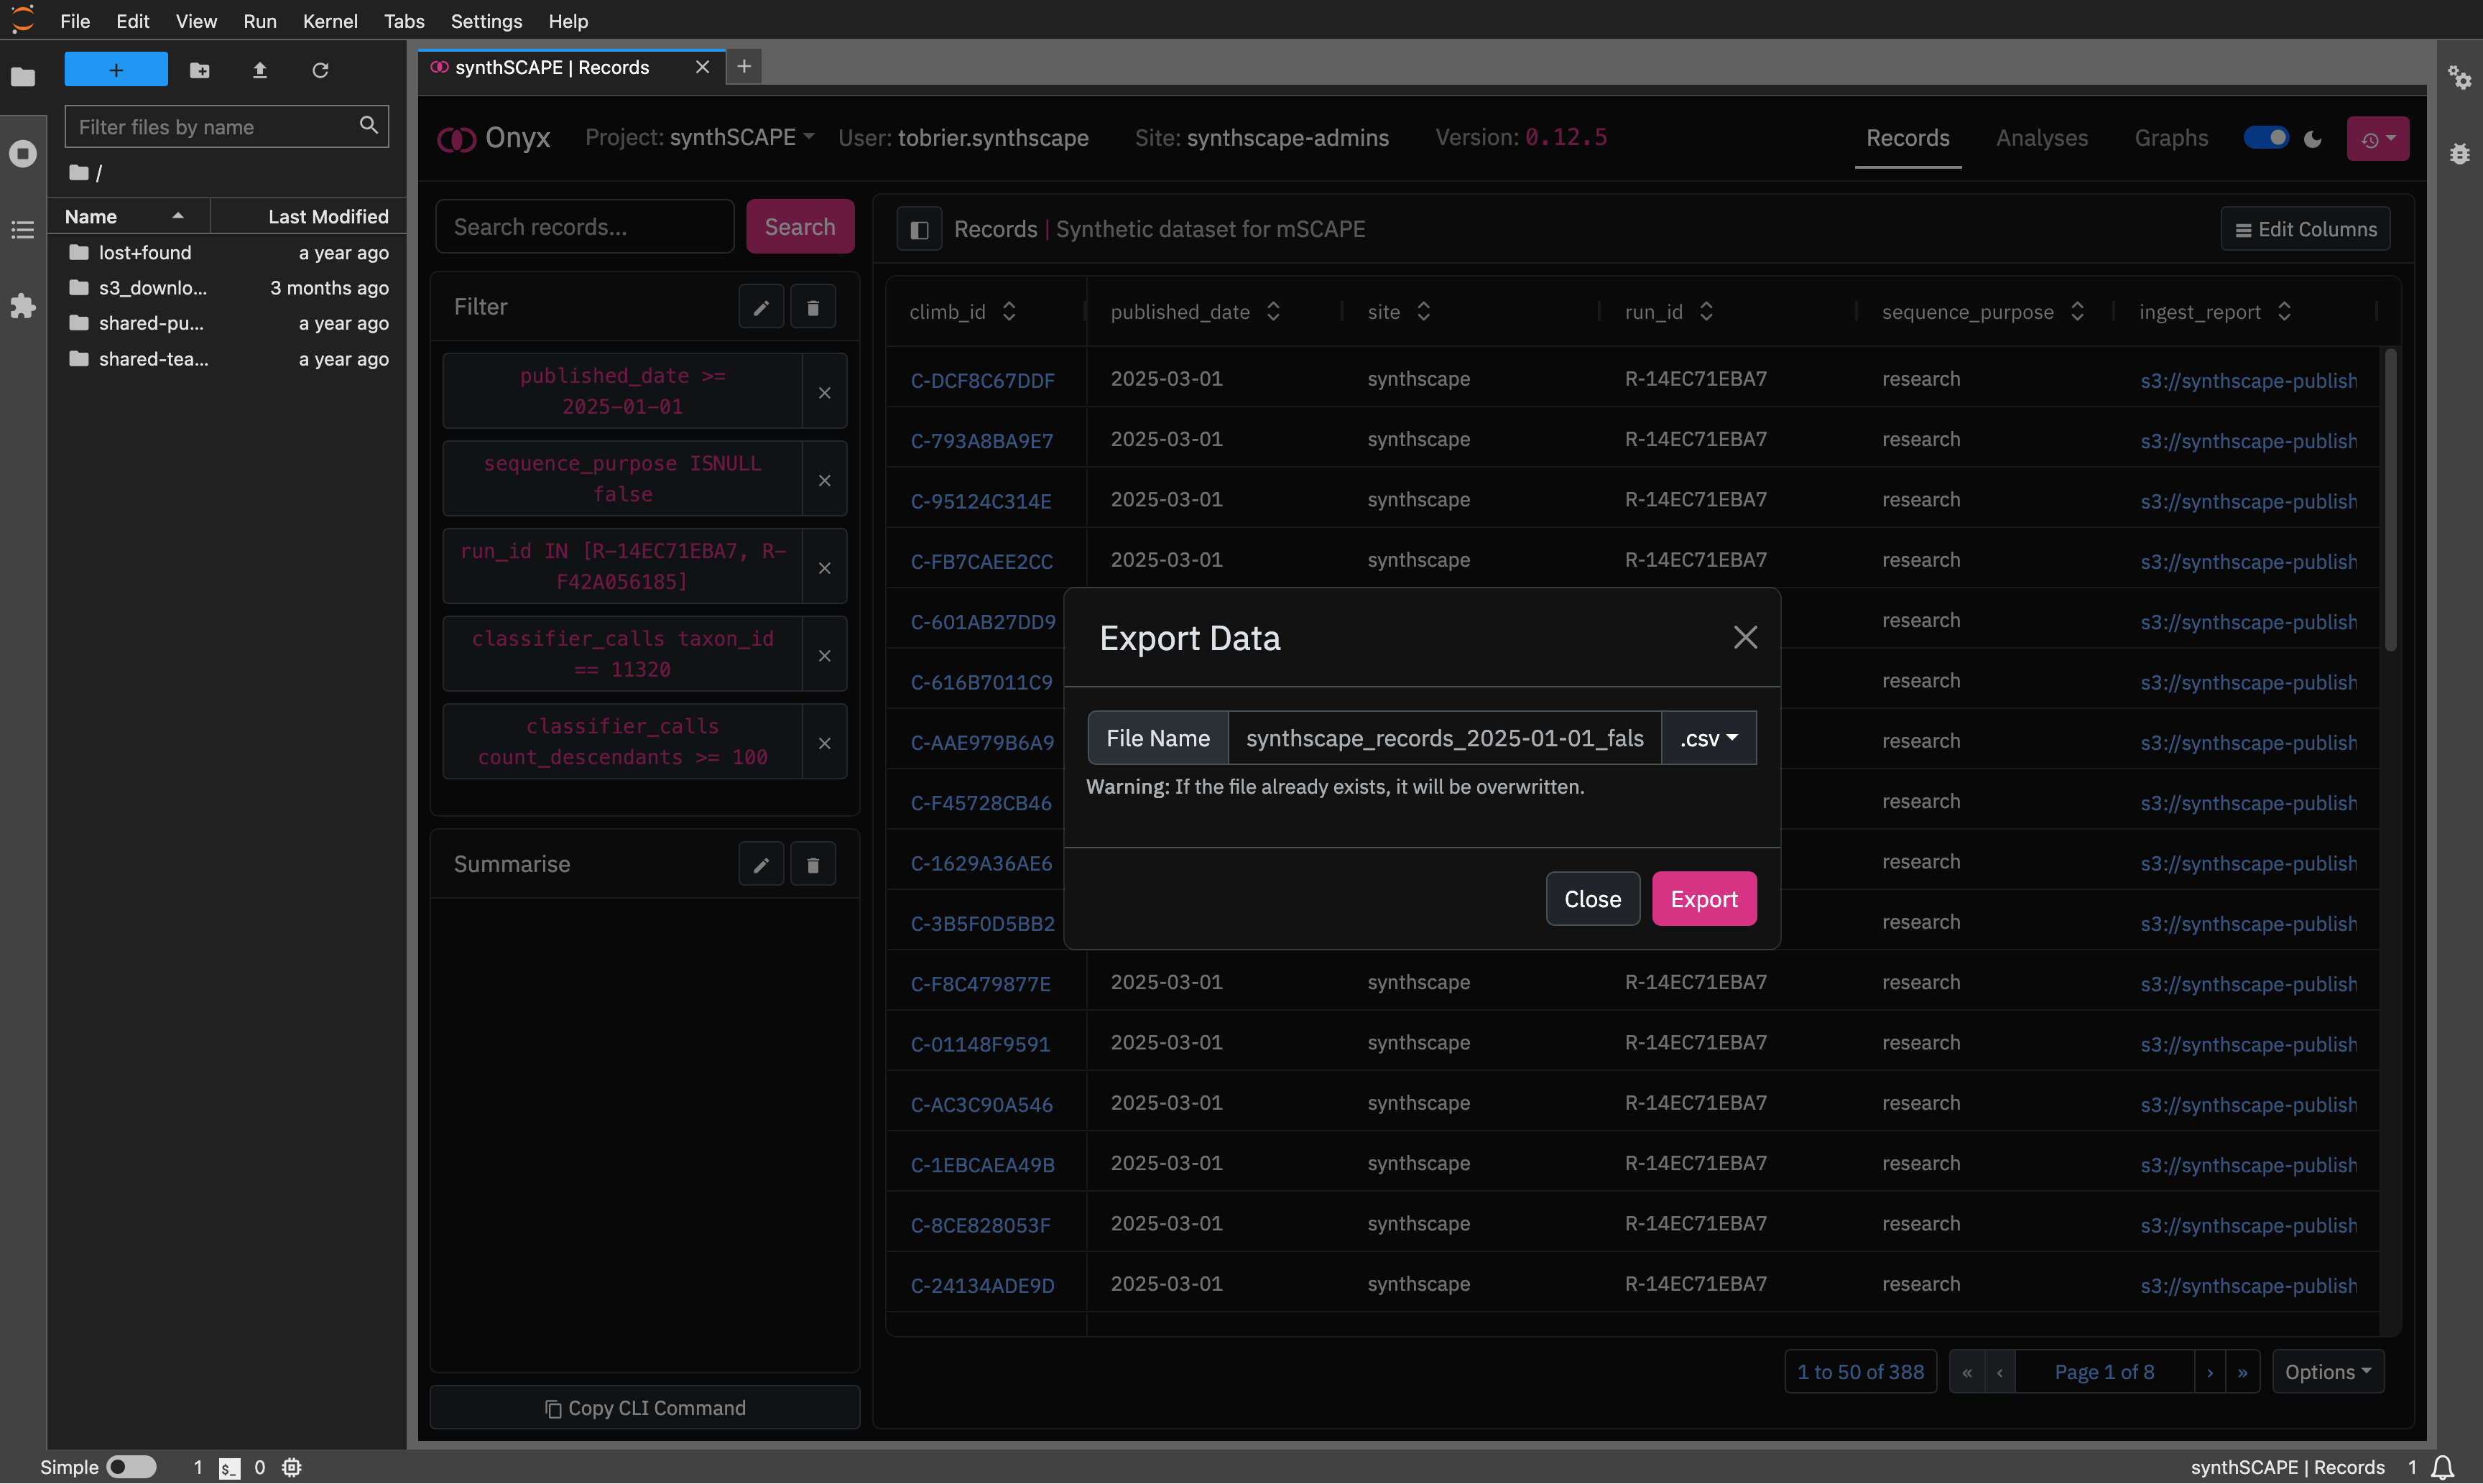 File Edit View Run Kernel Tabs Settings Help
synthSCAPE | Records
Filter files by name
/
Name Last Modified
lost+found a year ago
s3_downlo... 3 months ago
shared-pu... a year ago
shared-tea... a year ago
Onyx Project: synthSCAPE User: tobrier.synthscape Site: synthscape-admins Version: 0.12.5 Records Analyses Graphs
Search records... Search
Filter
published_date >=
2025-01-01
sequence_purpose ISNULL
false
run_id IN [R-14EC71EBA7, R-
F42A056185]
classifier_calls taxon_id
== 11320
classifier_calls
count_descendants >= 100
Summarise
Copy CLI Command
Records | Synthetic dataset for mSCAPE Edit Columns
climb_id published_date site run_id sequence_purpose ingest_report
C-DCF8C67DDF 2025-03-01 synthscape R-14EC71EBA7 research s3://synthscape-publish
C-793A8BA9E7 2025-03-01 synthscape R-14EC71EBA7 research s3://synthscape-publish
C-95124C314E 2025-03-01 synthscape R-14EC71EBA7 research s3://synthscape-publish
C-FB7CAEE2CC 2025-03-01 synthscape R-14EC71EBA7 research s3://synthscape-publish
C-601AB27DD9 research s3://synthscape-publish
C-616B7011C9 research s3://synthscape-publish
C-AAE979B6A9 research s3://synthscape-publish
C-F45728CB46 research s3://synthscape-publish
C-1629A36AE6 research s3://synthscape-publish
C-3B5F0D5BB2 research s3://synthscape-publish
C-F8C479877E 2025-03-01 synthscape R-14EC71EBA7 research s3://synthscape-publish
C-01148F9591 2025-03-01 synthscape R-14EC71EBA7 research s3://synthscape-publish
C-AC3C90A546 2025-03-01 synthscape R-14EC71EBA7 research s3://synthscape-publish
C-1EBCAEA49B 2025-03-01 synthscape R-14EC71EBA7 research s3://synthscape-publish
C-8CE828053F 2025-03-01 synthscape R-14EC71EBA7 research s3://synthscape-publish
C-24134ADE9D 2025-03-01 synthscape R-14EC71EBA7 research s3://synthscape-publish
Export Data
File Name synthscape_records_2025-01-01_fals .csv
Warning: If the file already exists, it will be overwritten.
Close Export
1 to 50 of 388 « ‹ Page 1 of 8 › » Options
Simple 1 $_ 0 synthSCAPE | Records 1